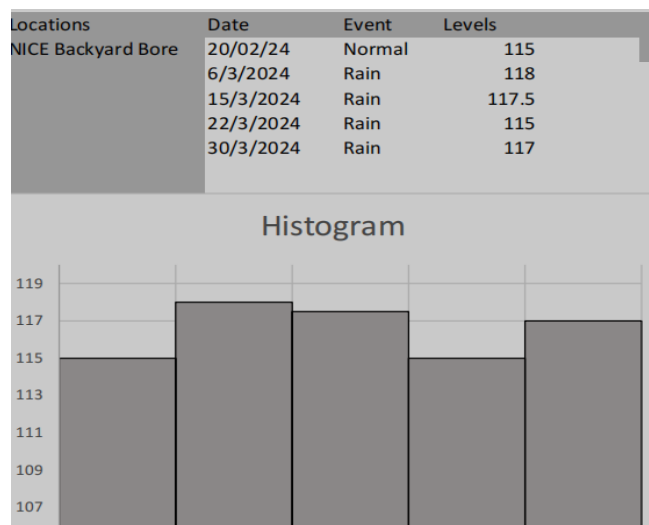 Locations Date Event Levels
NICE Backyard Bore 20/02/24 Normal 115
6/3/2024 Rain 118
15/3/2024 Rain 117.5
22/3/2024 Rain 115
30/3/2024 Rain 117
Histogram
119
117
115
113
111
109
107